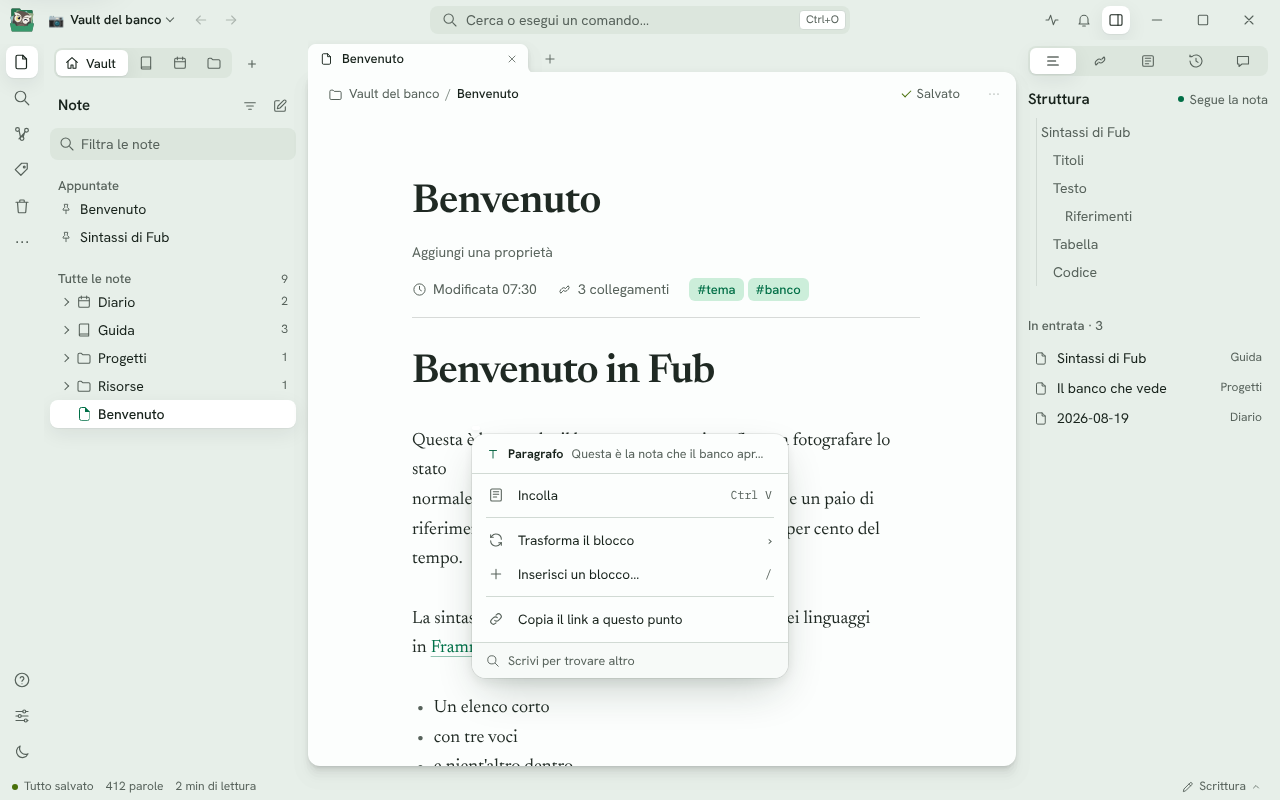 Vault del banco
Cerca o esegui un comando...
Ctrl+O
Vault
Benvenuto
Note
Filtra le note
Appuntate
Benvenuto
Sintassi di Fub
Tutte le note 9
Diario 2
Guida 3
Progetti 1
Risorse 1
Benvenuto
Vault del banco / Benvenuto
Salvato
Benvenuto
Aggiungi una proprietà
Modificata 07:30
3 collegamenti
#tema
#banco
Benvenuto in Fub
Questa è
fotografare lo
stato
normale
e un paio di
per cento del
tempo.
La
linguaggi
in
Un elenco corto
con tre voci
e nient'altro dentro
Paragrafo Questa è la nota che il banco apr...
Incolla Ctrl V
Trasforma il blocco ›
Inserisci un blocco... /
Copia il link a questo punto
Scrivi per trovare altro
Struttura
Segue la nota
Sintassi di Fub
Titoli
Testo
Riferimenti
Tabella
Codice
In entrata · 3
Sintassi di Fub Guida
Il banco che vede Progetti
2026-08-19 Diario
Tutto salvato 412 parole 2 min di lettura
Scrittura